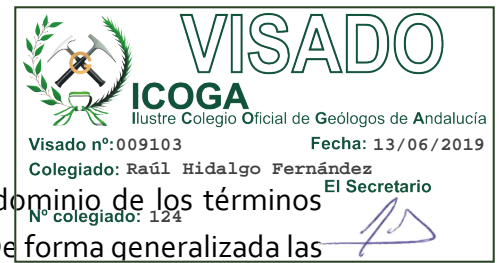 VISADO
ICOGA
Ilustre Colegio Oficial de Geólogos de Andalucía
Visado nº:009103 Fecha: 13/06/2019
Colegiado: Raúl Hidalgo Fernández
El Secretario
dominio de los términos
Nº colegiado: 124
De forma generalizada las